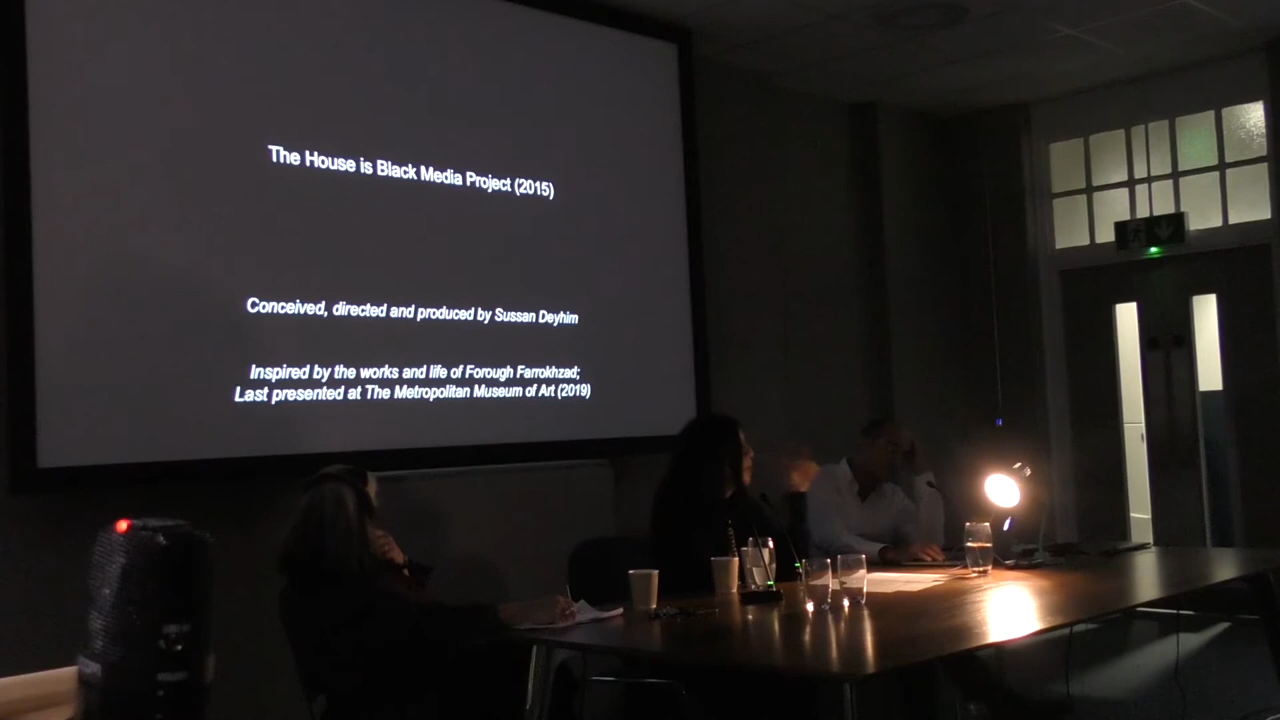 The House is Black Media Project (2015)
Conceived, directed and produced by Sussan Deyhim
Inspired by the works and life of Forough Farrokhzad;
Last presented at The Metropolitan Museum of Art (2019)